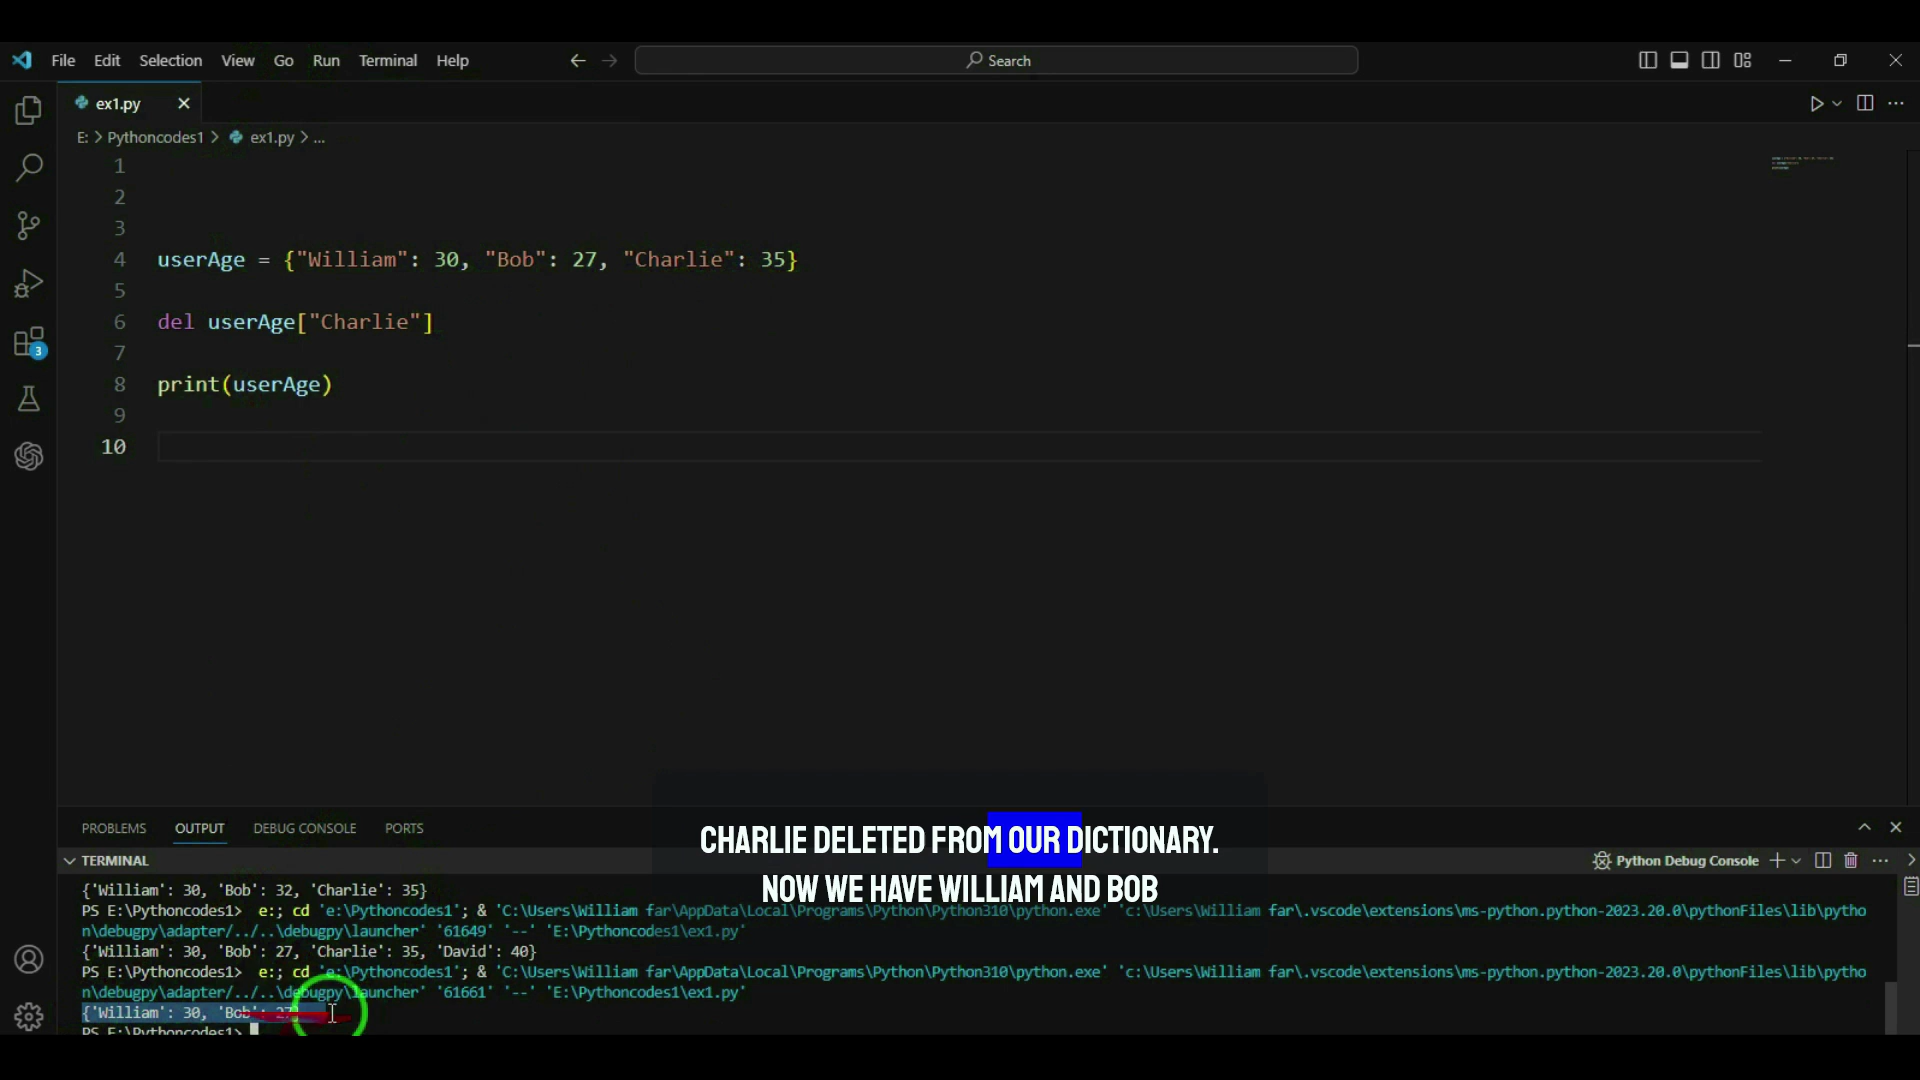 File Edit Selection View Go Run Terminal Help
Search
ex1.py
E: > Pythoncodes1 > ex1.py > ...
1
2
3
4 userAge = {"William": 30, "Bob": 27, "Charlie": 35}
5
6 del userAge["Charlie"]
7
8 print(userAge)
9
10
3
PROBLEMS OUTPUT DEBUG CONSOLE PORTS
CHARLIE DELETED FROM OUR DICTIONARY.
NOW WE HAVE WILLIAM AND BOB
TERMINAL
Python Debug Console
{'William': 30, 'Bob': 32, 'Charlie': 35}
PS E:\Pythoncodes1> e:; cd 'e:\Pythoncodes1'; & 'C:\Users\William far\AppData\Local\Programs\Python\Python310\python.exe' 'c:\Users\William far\.vscode\extensions\ms-python.python-2023.20.0\pythonFiles\lib\pytho
n\debugpy\adapter/../..\debugpy\launcher' '61649' '--' 'E:\Pythoncodes1\ex1.py'
{'William': 30, 'Bob': 27, 'Charlie': 35, 'David': 40}
PS E:\Pythoncodes1> e:; cd 'e:\Pythoncodes1'; & 'C:\Users\William far\AppData\Local\Programs\Python\Python310\python.exe' 'c:\Users\William far\.vscode\extensions\ms-python.python-2023.20.0\pythonFiles\lib\pytho
n\debugpy\adapter/../..\debugpy\launcher' '61661' '--' 'E:\Pythoncodes1\ex1.py'
{'William': 30, 'Bob': 27
PS E:\Pythoncodes1>